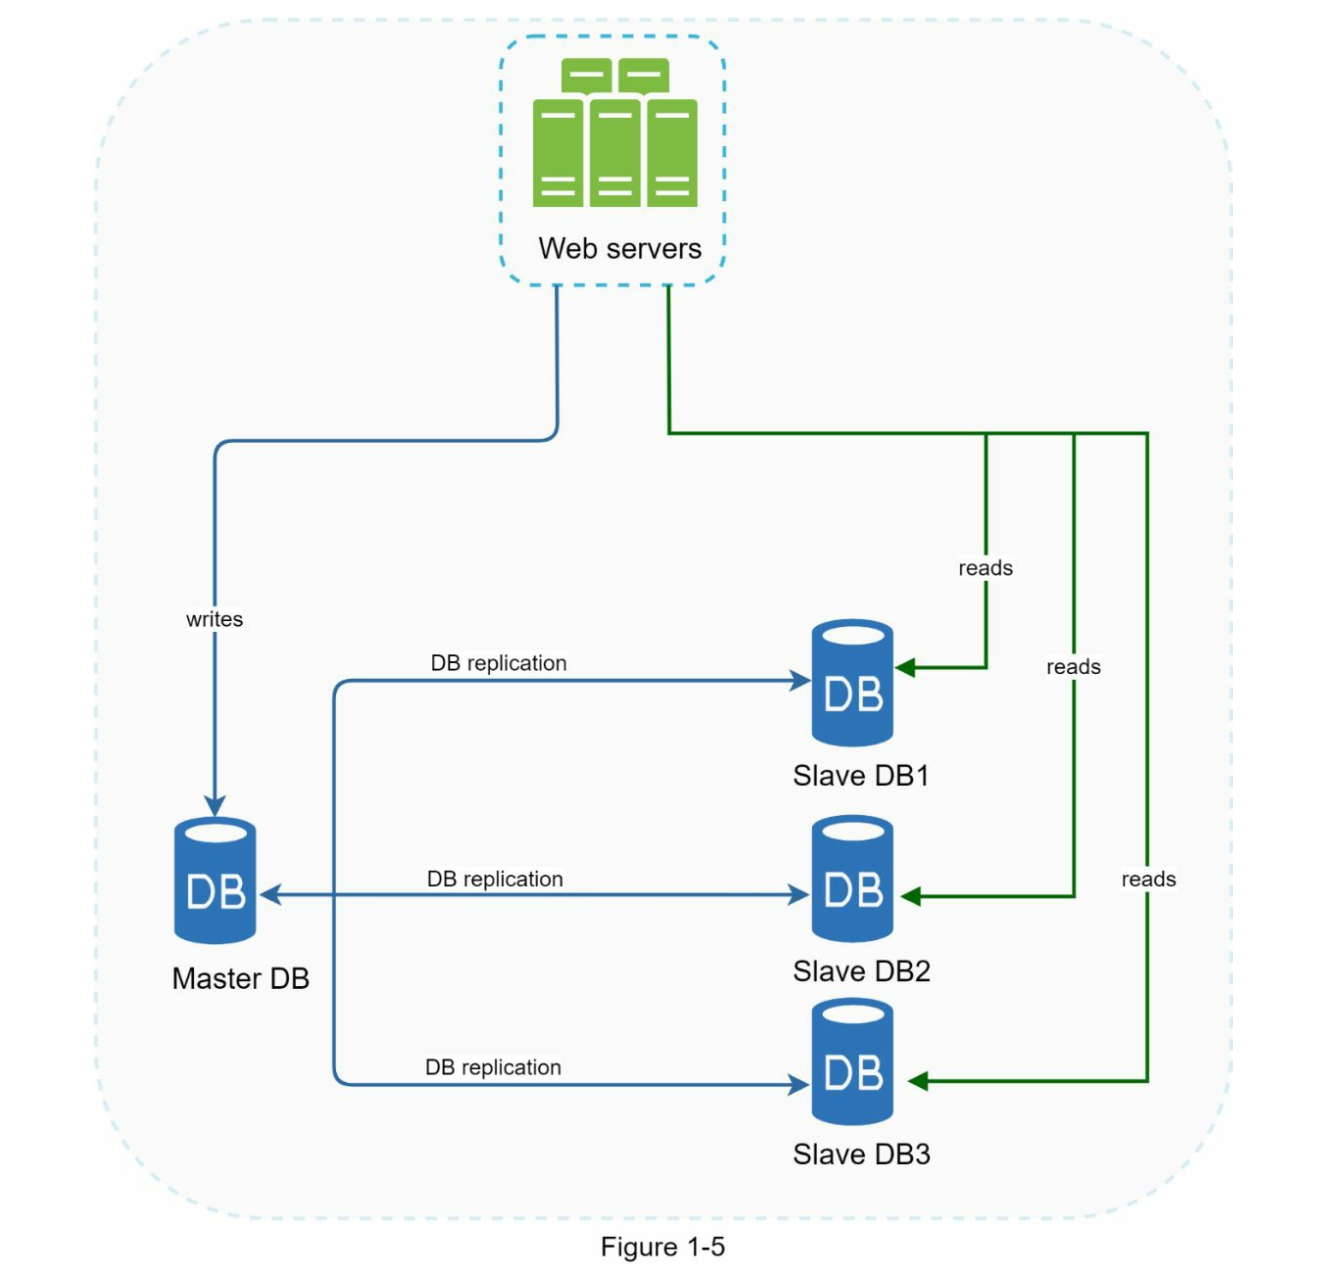 Web servers
reads
writes
DB replication
reads
DB
Slave DB1
DB replication
reads
DB
DB
Slave DB2
Master DB
DB replication
DB
Slave DB3
Figure 1-5